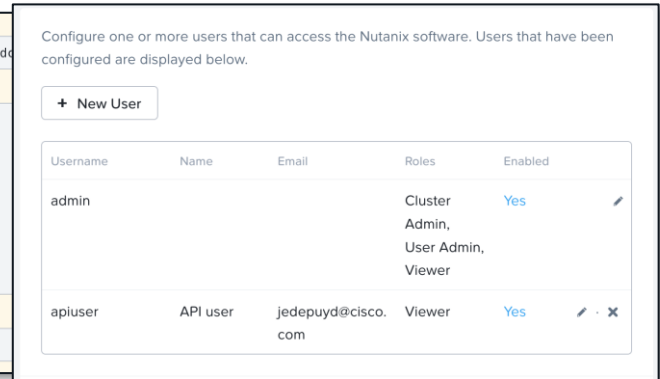 Configure one or more users that can access the Nutanix software. Users that have been
configured are displayed below.
+ New User
Username Name Email Roles Enabled
admin Cluster Admin, User Admin, Viewer Yes
apiuser API user jedepuyd@cisco.com Viewer Yes